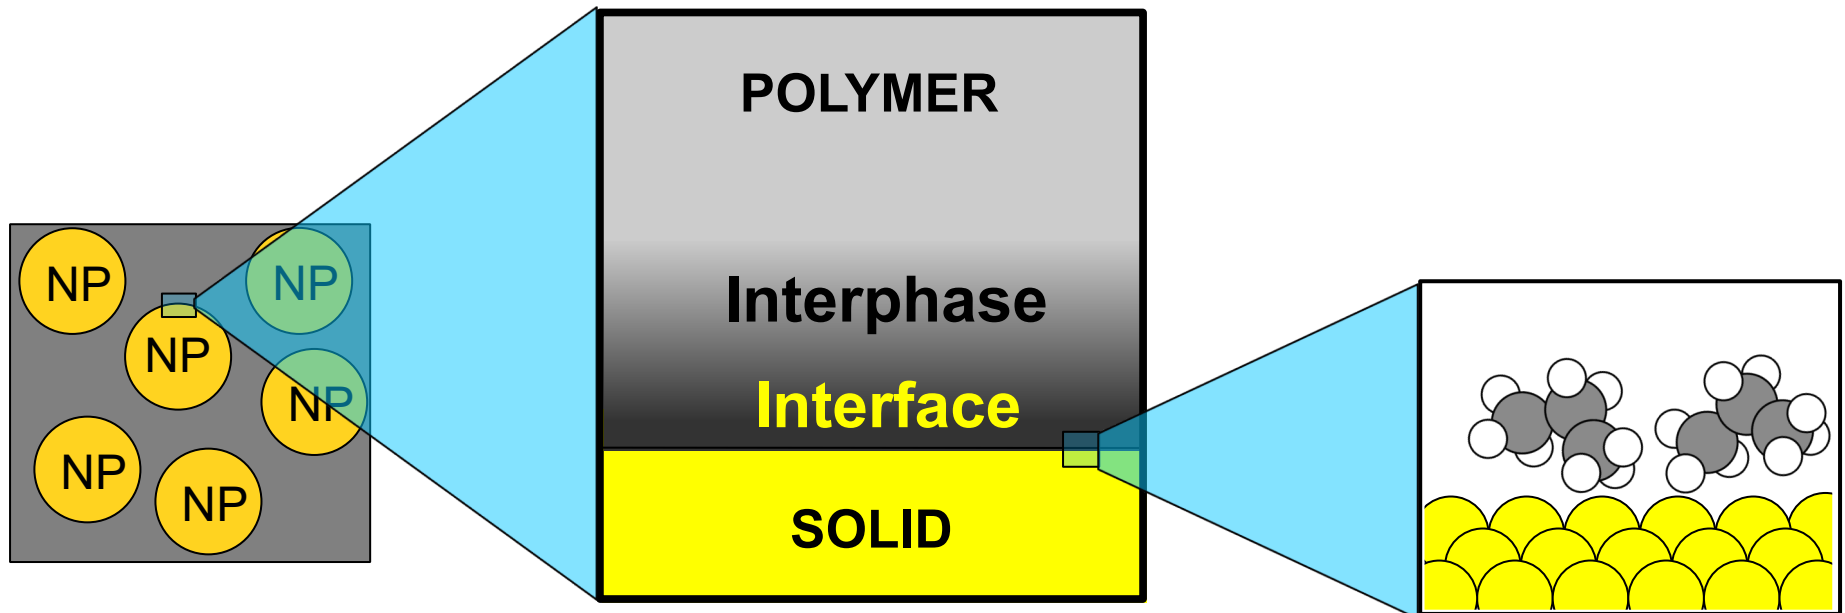 NP
NP
NP
NP
NP
NP
POLYMER
Interphase
Interface
SOLID